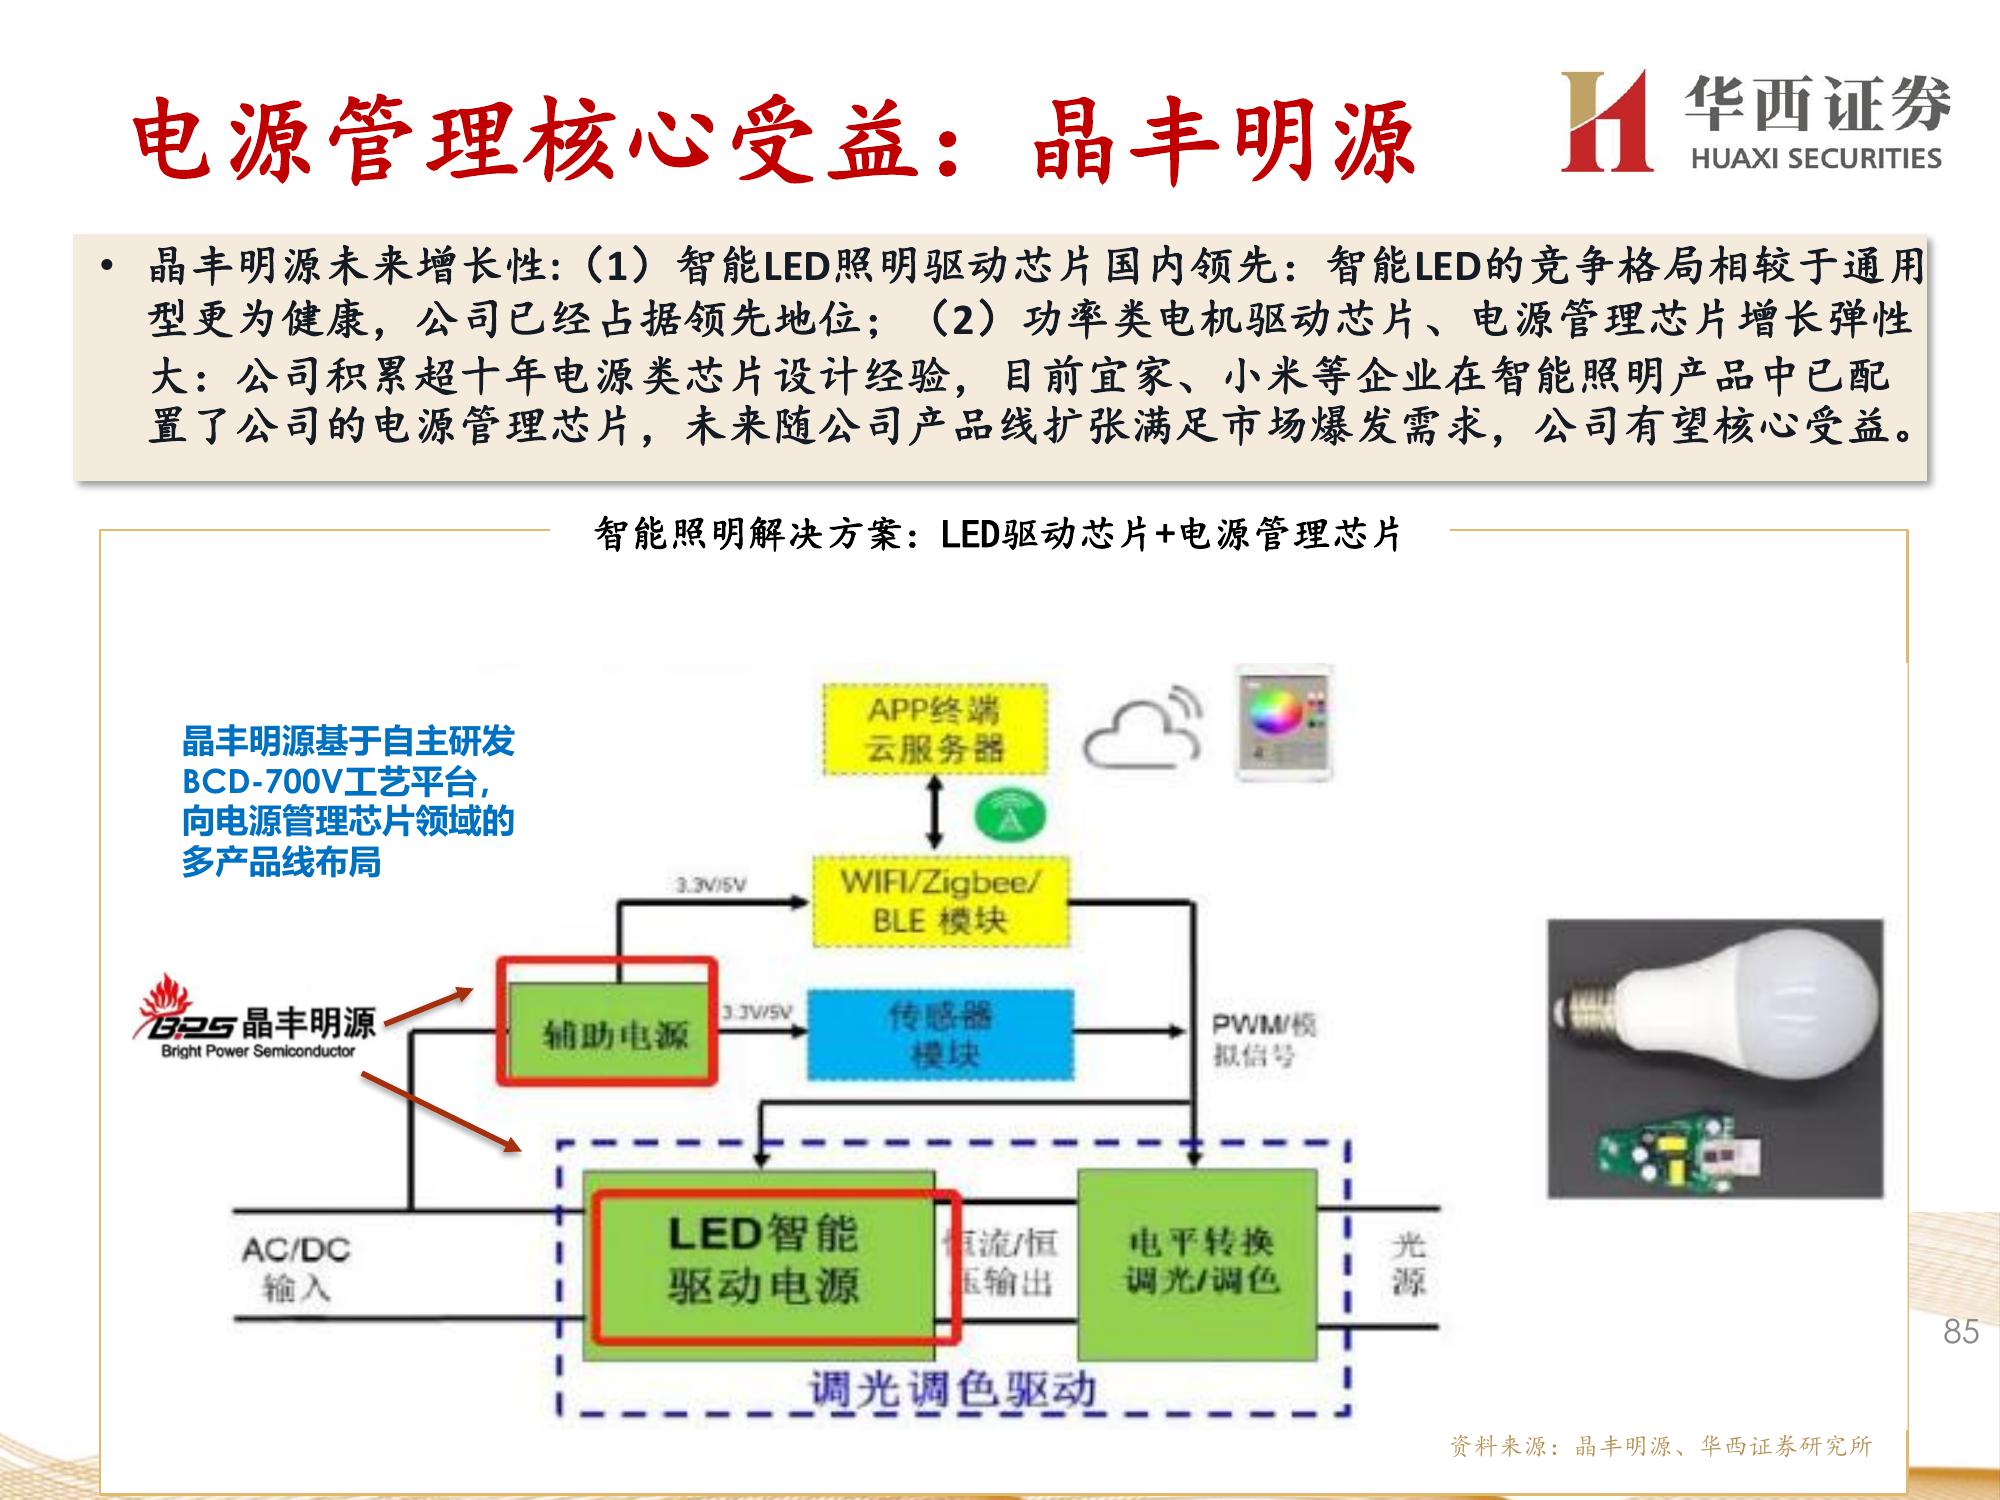 电源管理核心受益：晶丰明源
华西证券
HUAXI SECURITIES
• 晶丰明源未来增长性:（1）智能LED照明驱动芯片国内领先：智能LED的竞争格局相较于通用
型更为健康，公司已经占据领先地位；（2）功率类电机驱动芯片、电源管理芯片增长弹性
大：公司积累超十年电源类芯片设计经验，目前宜家、小米等企业在智能照明产品中已配
置了公司的电源管理芯片，未来随公司产品线扩张满足市场爆发需求，公司有望核心受益。
智能照明解决方案：LED驱动芯片+电源管理芯片
晶丰明源基于自主研发
BCD-700V工艺平台，
向电源管理芯片领域的
多产品线布局
APP终端
云服务器
3.3V/5V
WIFI/Zigbee/
BLE 模块
BPS 晶丰明源
Bright Power Semiconductor
辅助电源
3.3V/5V
传感器
模块
PWM/模
拟信号
AC/DC
输入
LED智能
驱动电源
恒流/恒
压输出
电平转换
调光/调色
光
源
调光调色驱动
85
资料来源：晶丰明源、华西证券研究所